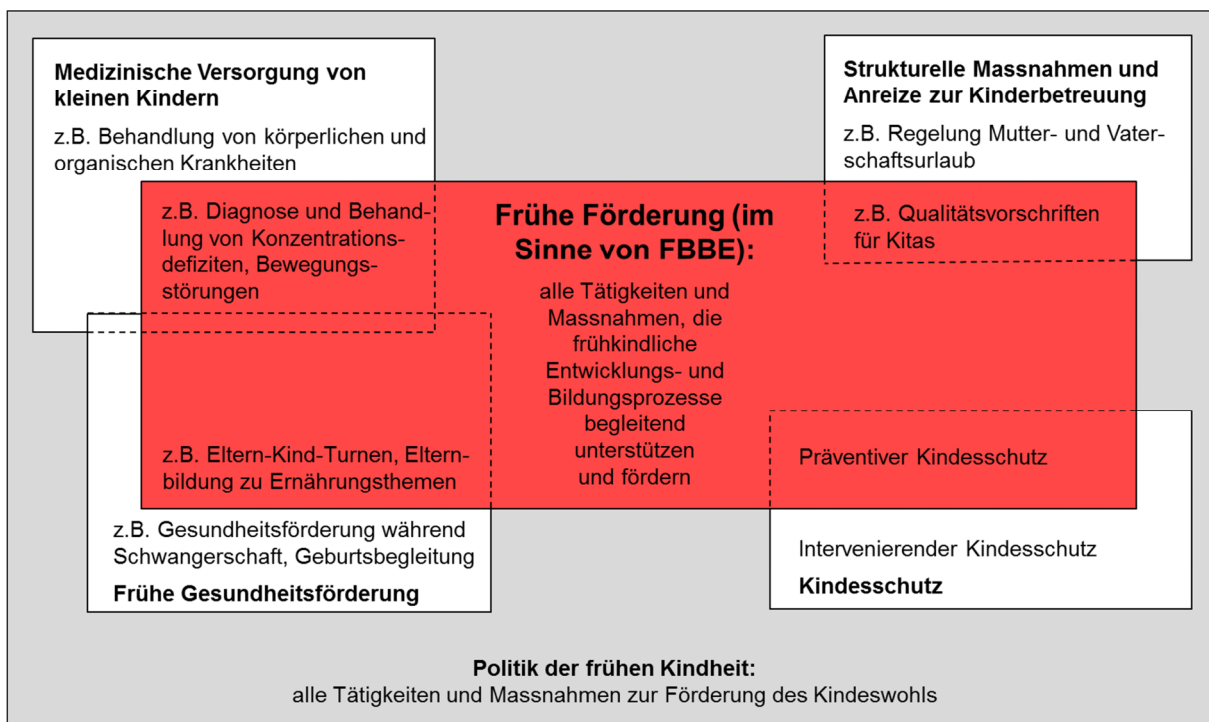 Medizinische Versorgung von
kleinen Kindern
z.B. Behandlung von körperlichen und
organischen Krankheiten
Strukturelle Massnahmen und
Anreize zur Kinderbetreuung
z.B. Regelung Mutter- und Vater-
schaftsurlaub
z.B. Diagnose und Behand-
lung von Konzentrations-
defiziten, Bewegungs-
störungen
Frühe Förderung (im
Sinne von FBBE):
alle Tätigkeiten und
Massnahmen, die
frühkindliche
Entwicklungs- und
Bildungsprozesse
begleitend
unterstützen
und fördern
z.B. Qualitätsvorschriften
für Kitas
z.B. Eltern-Kind-Turnen, Eltern-
bildung zu Ernährungsthemen
Präventiver Kindesschutz
z.B. Gesundheitsförderung während
Schwangerschaft, Geburtsbegleitung
Frühe Gesundheitsförderung
Intervenierender Kindesschutz
Kindesschutz
Politik der frühen Kindheit:
alle Tätigkeiten und Massnahmen zur Förderung des Kindeswohls